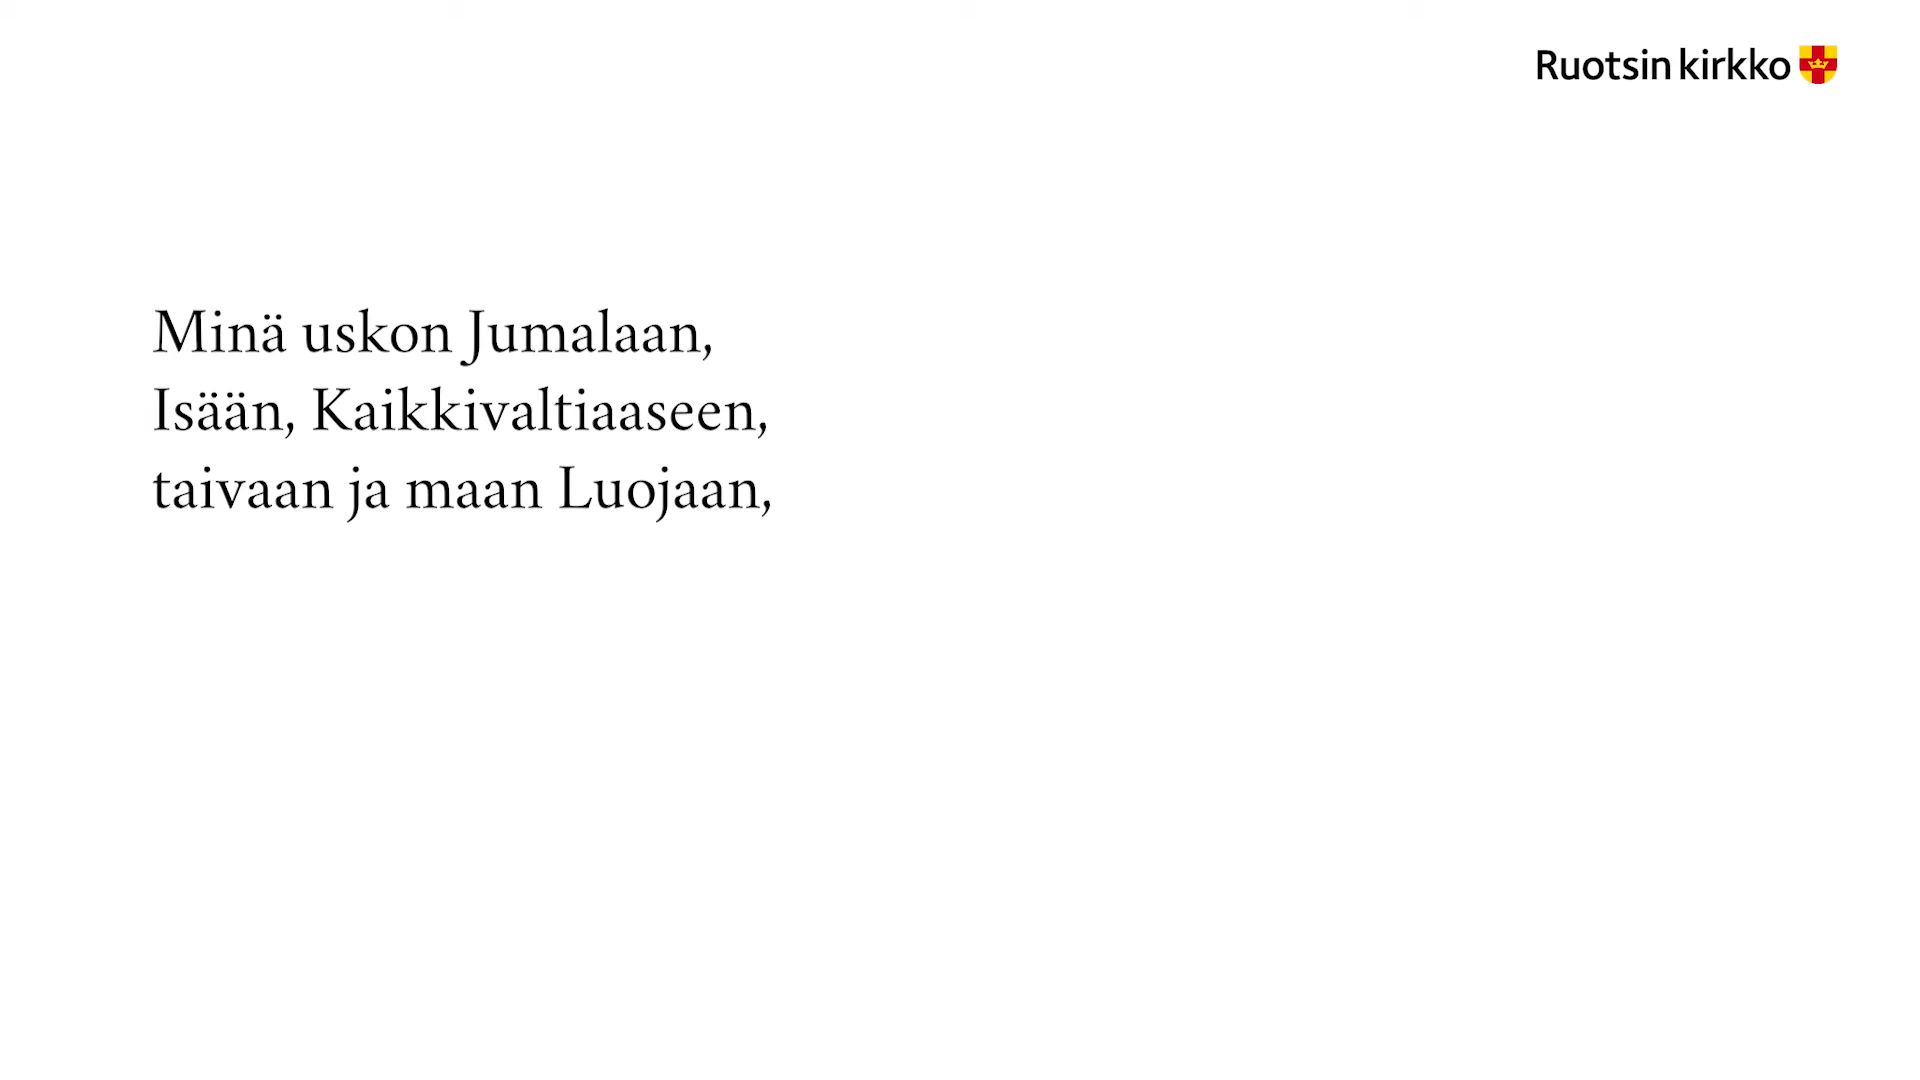 Ruotsin kirkko
Minä uskon Jumalaan,
Isään, Kaikkivaltiaaseen,
taivaan ja maan Luojaan,